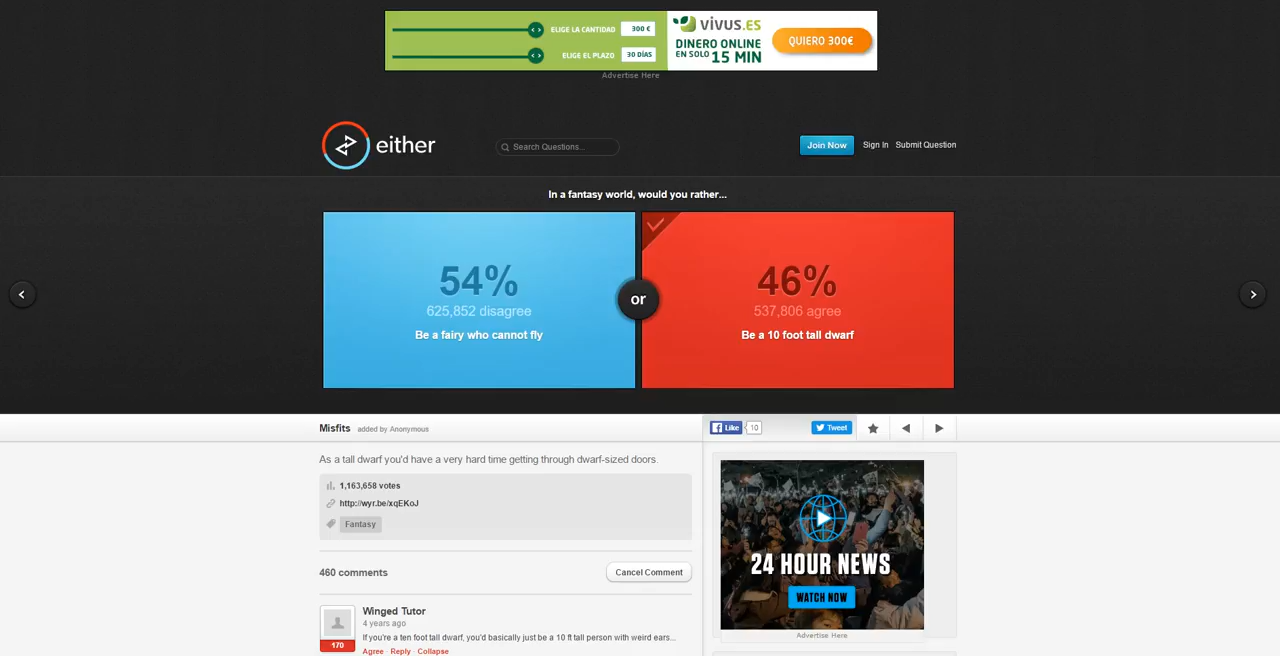 ELIGE LA CANTIDAD 300 € vivus.ES
DINERO ONLINE
EN SOLO 15 MIN
QUIERO 300€
ELIGE EL PLAZO 30 DÍAS
Advertise Here
either
Search Questions...
Join Now Sign In Submit Question
In a fantasy world, would you rather...
54%
625,852 disagree
Be a fairy who cannot fly
or
46%
537,806 agree
Be a 10 foot tall dwarf
Misfits added by Anonymous
Like 10 Tweet
As a tall dwarf you'd have a very hard time getting through dwarf-sized doors.
1,163,658 votes
http://wyr.be/xqEKoJ
Fantasy
460 comments Cancel Comment
Winged Tutor
4 years ago
If you're a ten foot tall dwarf, you'd basically just be a 10 ft tall person with weird ears...
170
Agree · Reply · Collapse
24 HOUR NEWS
WATCH NOW
Advertise Here